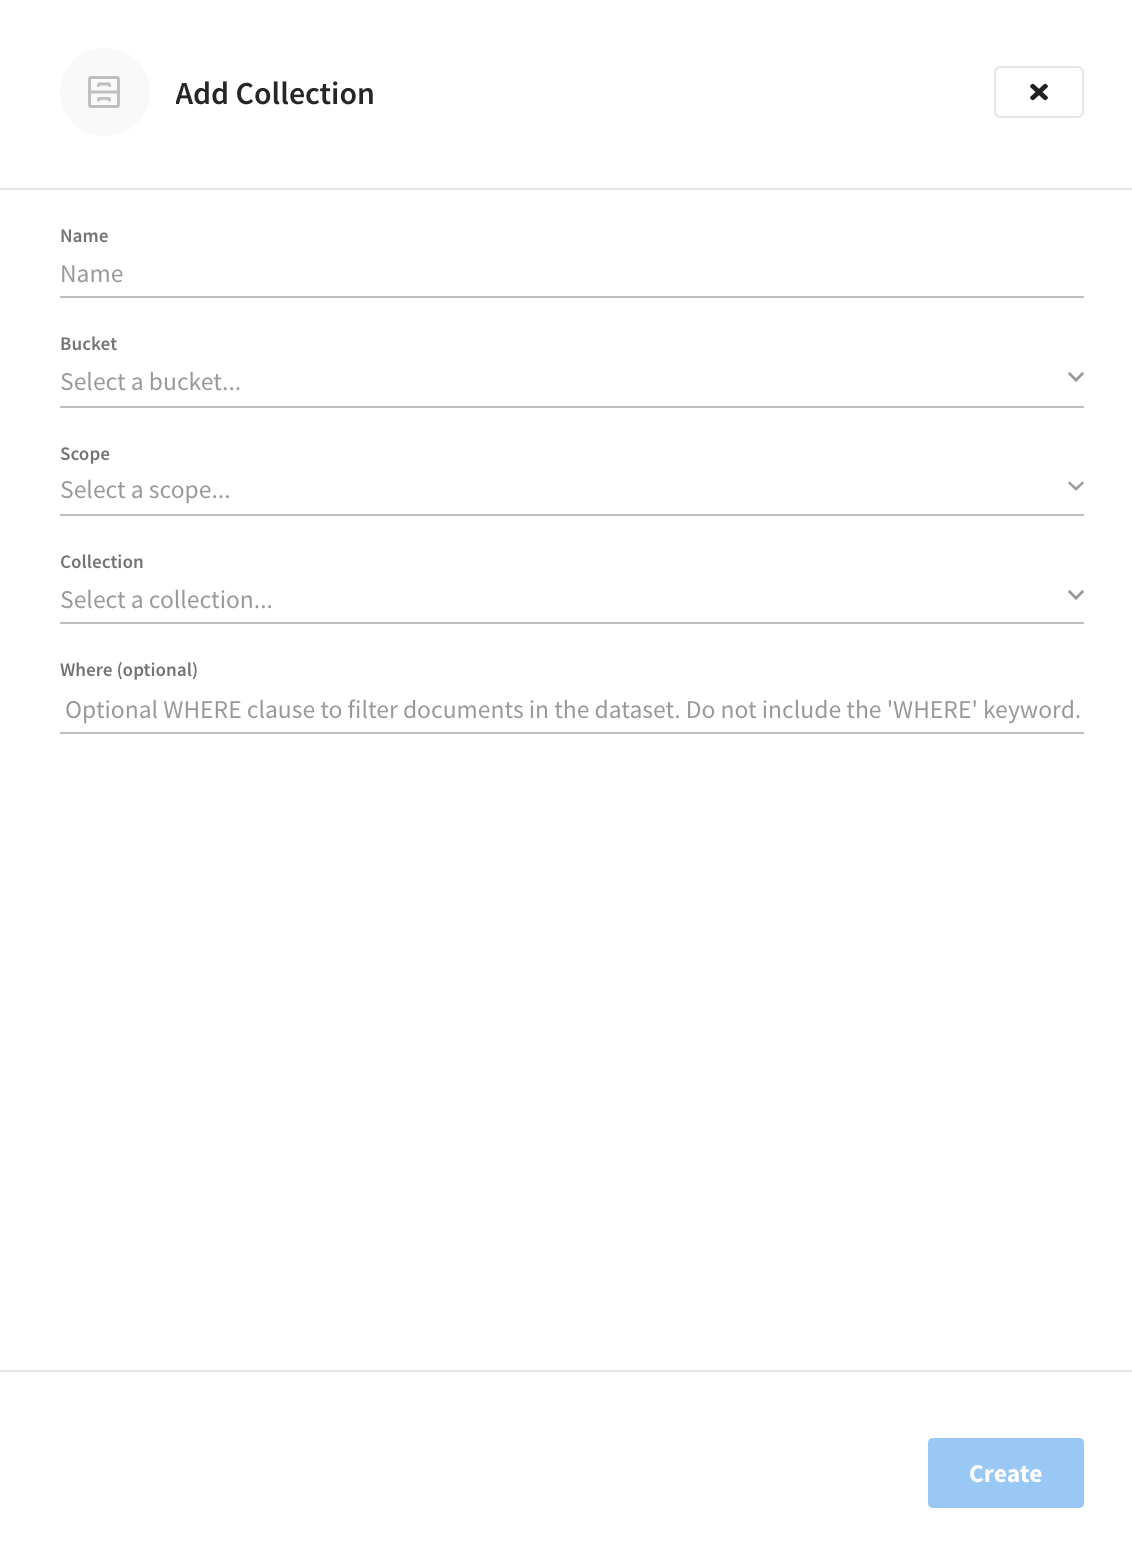 Add Collection
Name
Name
Bucket
Select a bucket...
Scope
Select a scope...
Collection
Select a collection...
Where (optional)
Optional WHERE clause to filter documents in the dataset. Do not include the 'WHERE' keyword.
Create